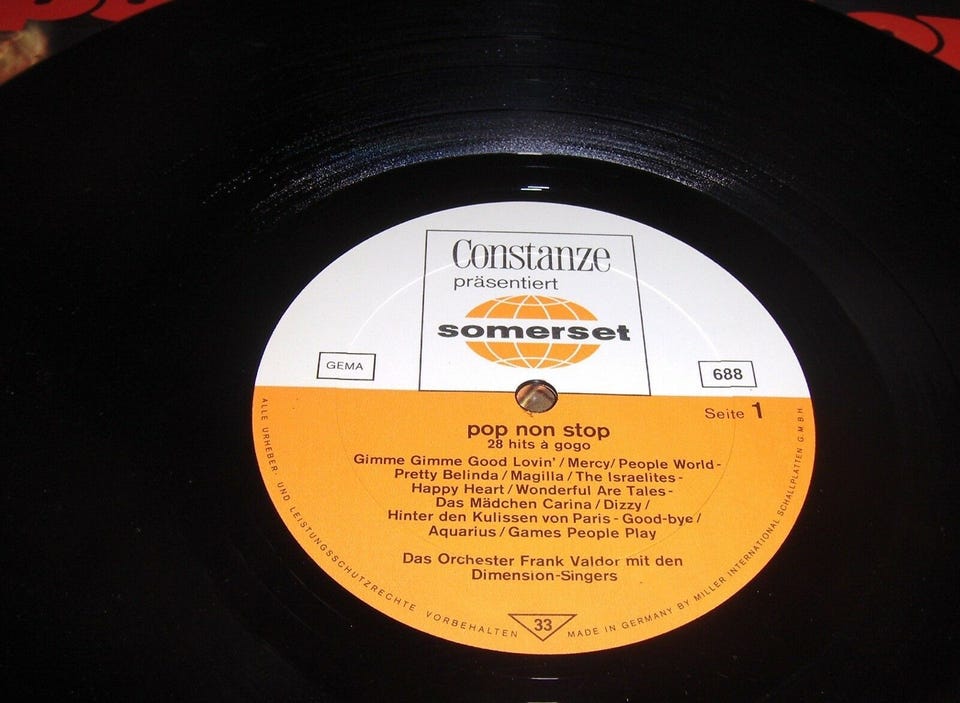 Constanze
präsentiert
somerset
GEMA
688
Seite 1
pop non stop
28 hits à gogo
Gimme Gimme Good Lovin' / Mercy / People World -
Pretty Belinda / Magilla / The Israelites -
Happy Heart / Wonderful Are Tales -
Das Mädchen Carina / Dizzy /
Hinter den Kulissen von Paris - Good-bye /
Aquarius / Games People Play
Das Orchester Frank Valdor mit den
Dimension-Singers
33
ALLE URHEBER- UND LEISTUNGSSCHUTZRECHTE VORBEHALTEN
MADE IN GERMANY BY MILLER INTERNATIONAL SCHALLPLATTEN G.M.B.H.